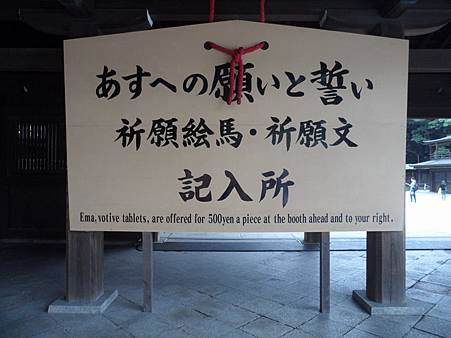 あすへの願いと誓い
祈願絵馬・祈願文
記入所
Ema, votive tablets, are offered for 500yen a piece at the booth ahead and to your right.